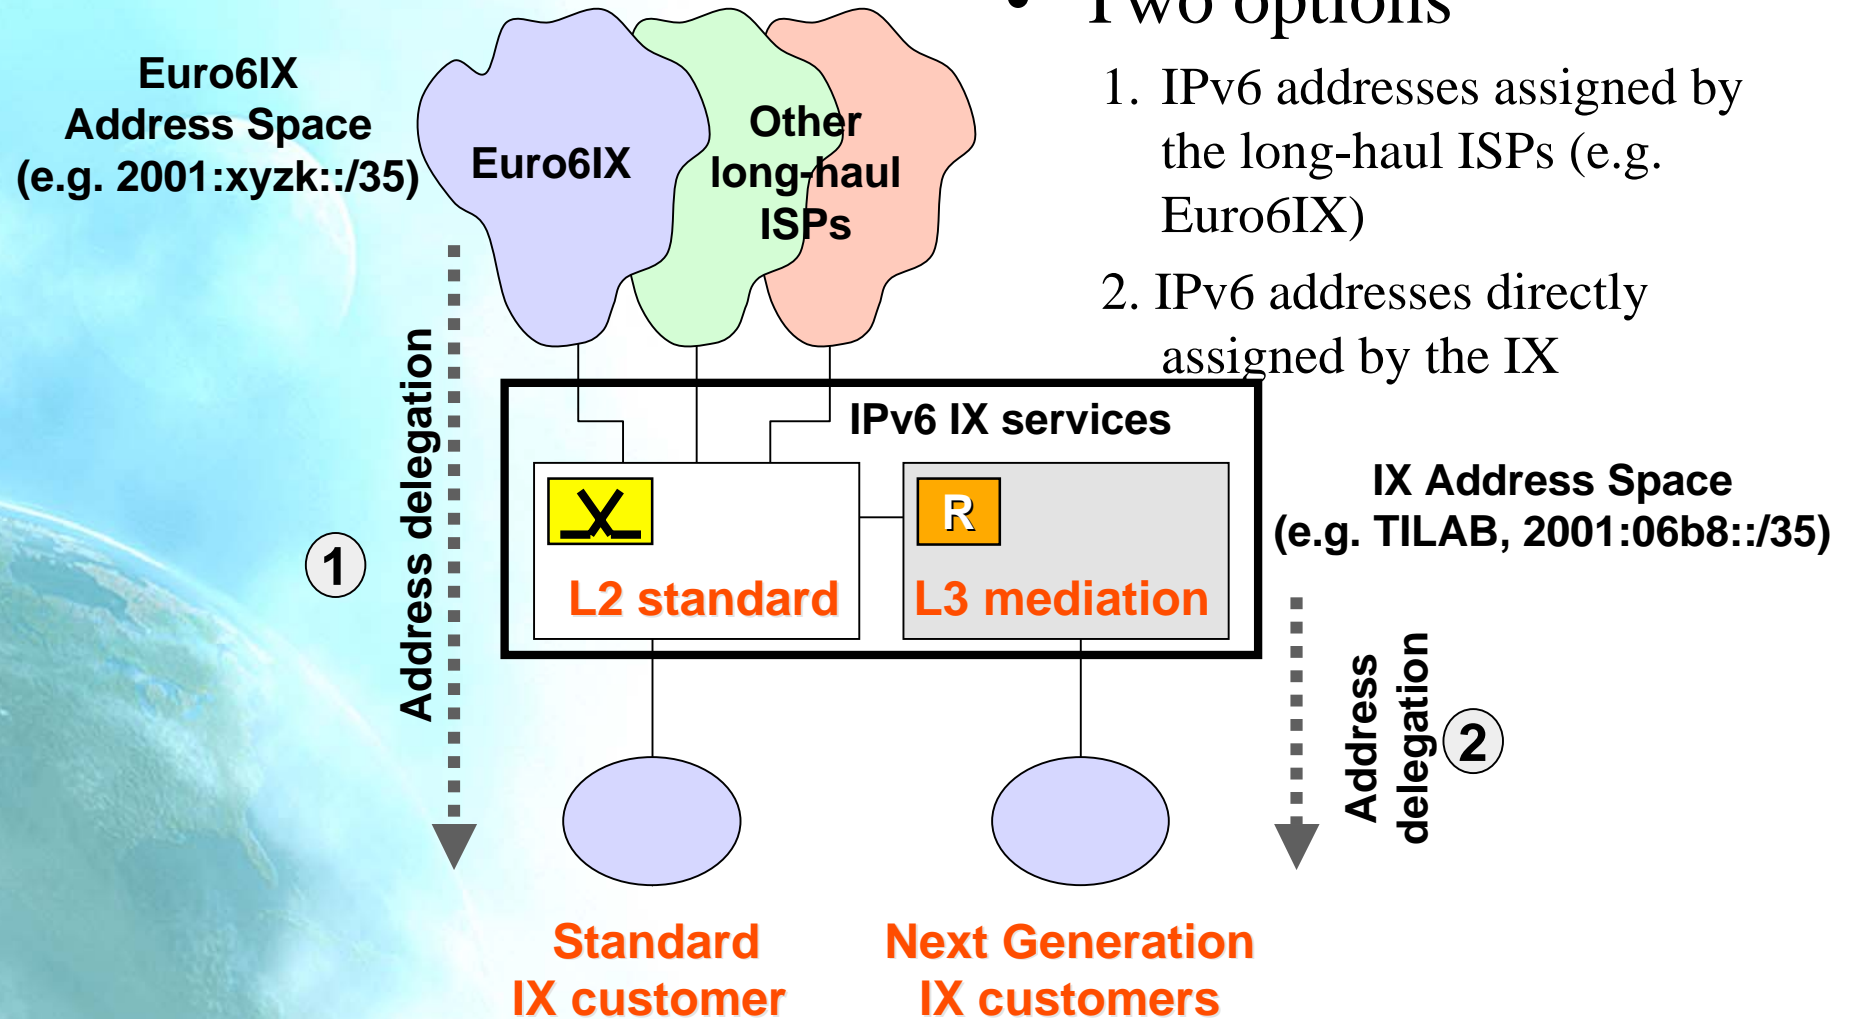 • Two options
1. IPv6 addresses assigned by
the long-haul ISPs (e.g.
Euro6IX)
2. IPv6 addresses directly
assigned by the IX
Euro6IX
Address Space
(e.g. 2001:xyzk::/35)
Euro6IX
Other
long-haul
ISPs
IPv6 IX services
L2 standard
R
L3 mediation
IX Address Space
(e.g. TILAB, 2001:06b8::/35)
1
Address delegation
Address
delegation
2
Standard
IX customer
Next Generation
IX customers